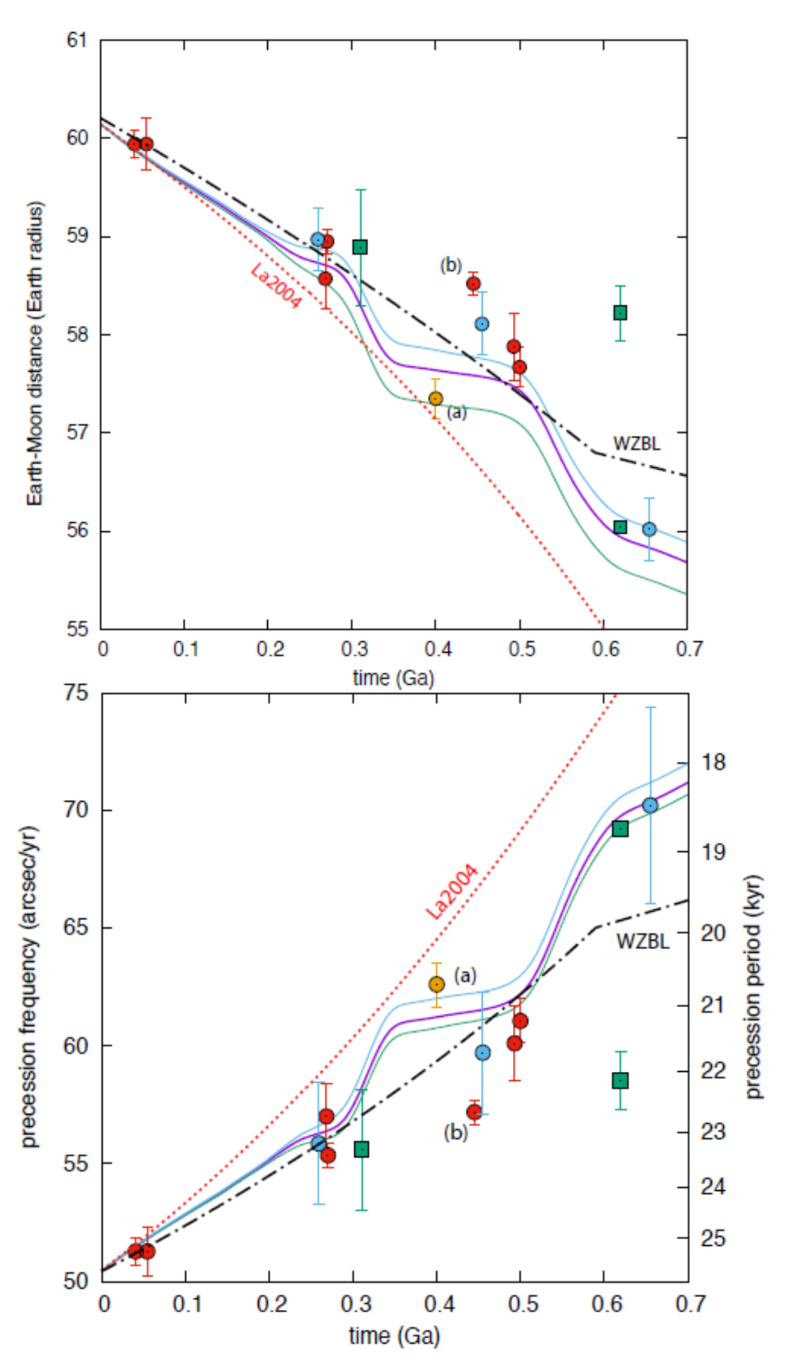 61
60
59
58
57
56
55
Earth-Moon distance (Earth radius)
La2004
(b)
(a)
WZBL
0 0.1 0.2 0.3 0.4 0.5 0.6 0.7
time (Ga)
75
70
65
60
55
50
precession frequency (arcsec/yr)
La2004
(a)
(b)
WZBL
18
19
20
21
22
23
24
25
precession period (kyr)
0 0.1 0.2 0.3 0.4 0.5 0.6 0.7
time (Ga)